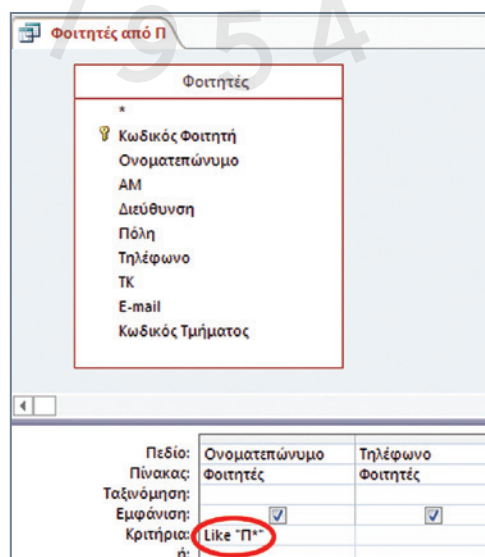 7954
Φοιτητές από Π
Φοιτητές
*
Κωδικός Φοιτητή
Ονοματεπώνυμο
ΑΜ
Διεύθυνση
Πόλη
Τηλέφωνο
ΤΚ
E-mail
Κωδικός Τμήματος
Πεδίο: Ονοματεπώνυμο Τηλέφωνο
Πίνακας: Φοιτητές Φοιτητές
Ταξινόμηση:
Εμφάνιση:
Κριτήρια: Like "Π*"
ή: